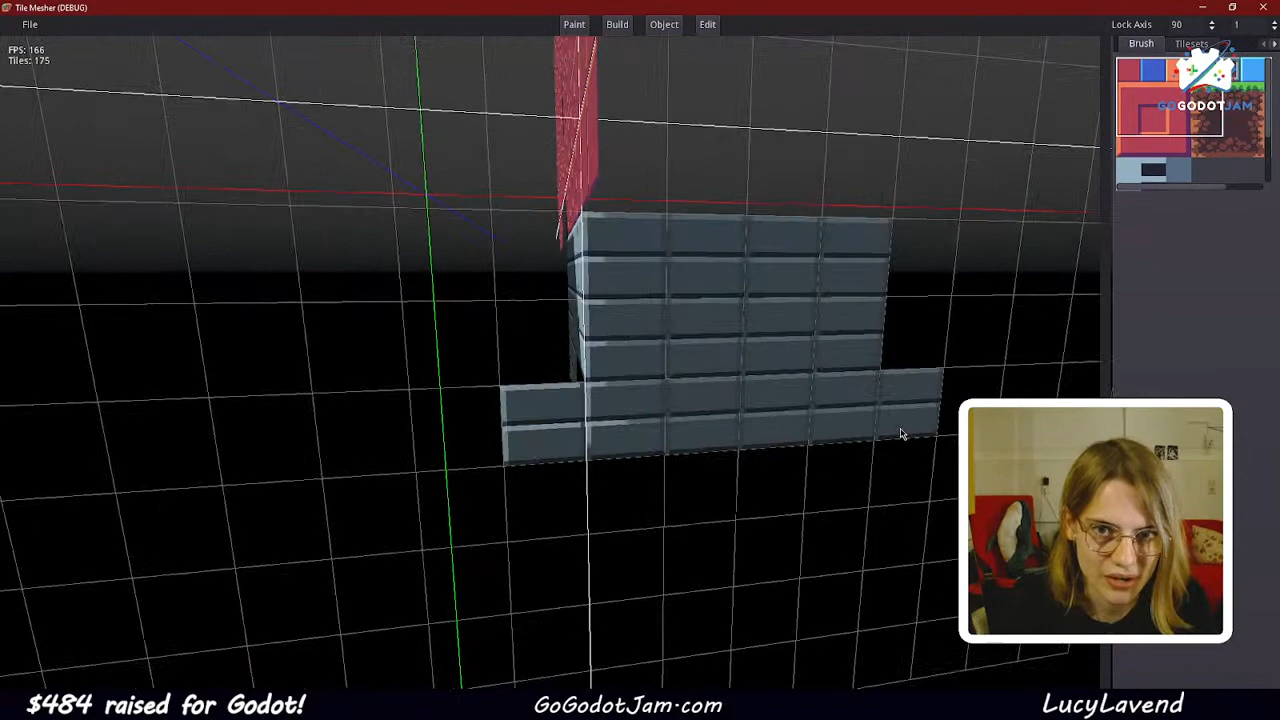 Tile Mesher (DEBUG)
File
Paint
Build
Object
Edit
Lock Axis
90
1
FPS: 166
Tiles: 175
Brush
Tilesets
GOGODOTJAM
$484 raised for Godot!
GoGodotJam.com
LucyLavend